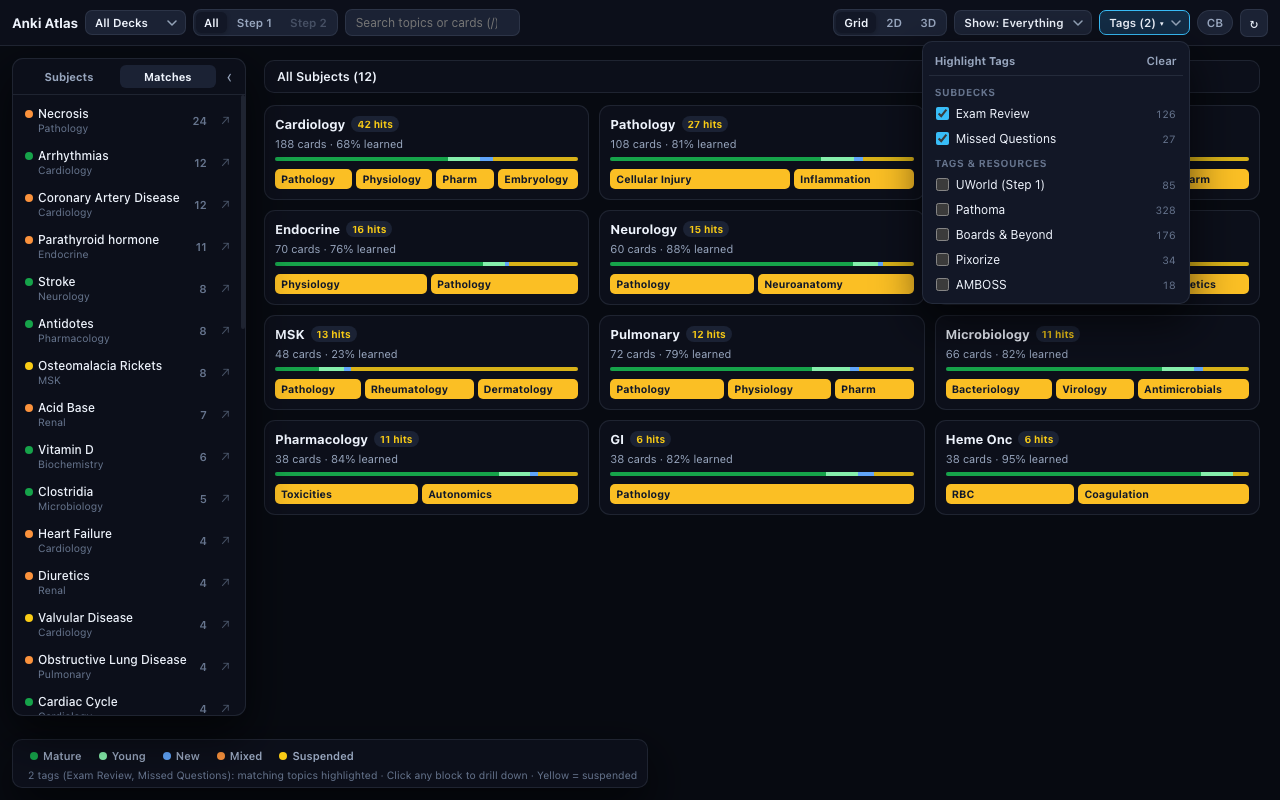 Anki Atlas All Decks All Step 1 Step 2 Search topics or cards (/) Grid 2D 3D Show: Everything Tags (2) • CB ↻
Subjects Matches ‹
Necrosis 24 ↗
Pathology
Arrhythmias 12 ↗
Cardiology
Coronary Artery Disease 12 ↗
Cardiology
Parathyroid hormone 11 ↗
Endocrine
Stroke 8 ↗
Neurology
Antidotes 8 ↗
Pharmacology
Osteomalacia Rickets 8 ↗
MSK
Acid Base 7 ↗
Renal
Vitamin D 6 ↗
Biochemistry
Clostridia 5 ↗
Microbiology
Heart Failure 4 ↗
Cardiology
Diuretics 4 ↗
Renal
Valvular Disease 4 ↗
Cardiology
Obstructive Lung Disease 4 ↗
Pulmonary
Cardiac Cycle 4 ↗
Cardiology
All Subjects (12)
Cardiology 42 hits
188 cards · 68% learned
Pathology Physiology Pharm Embryology
Pathology 27 hits
108 cards · 81% learned
Cellular Injury Inflammation
Endocrine 16 hits
70 cards · 76% learned
Physiology Pathology
Neurology 15 hits
60 cards · 88% learned
Pathology Neuroanatomy
MSK 13 hits
48 cards · 23% learned
Pathology Rheumatology Dermatology
Pulmonary 12 hits
72 cards · 79% learned
Pathology Physiology Pharm
Microbiology 11 hits
66 cards · 82% learned
Bacteriology Virology Antimicrobials
Pharmacology 11 hits
38 cards · 84% learned
Toxicities Autonomics
GI 6 hits
38 cards · 82% learned
Pathology
Heme Onc 6 hits
38 cards · 95% learned
RBC Coagulation
Highlight Tags Clear
SUBDECKS
Exam Review 126
Missed Questions 27
TAGS & RESOURCES
UWorld (Step 1) 85
Pathoma 328
Boards & Beyond 176
Pixorize 34
AMBOSS 18
arm
etics
Mature Young New Mixed Suspended
2 tags (Exam Review, Missed Questions): matching topics highlighted · Click any block to drill down · Yellow = suspended